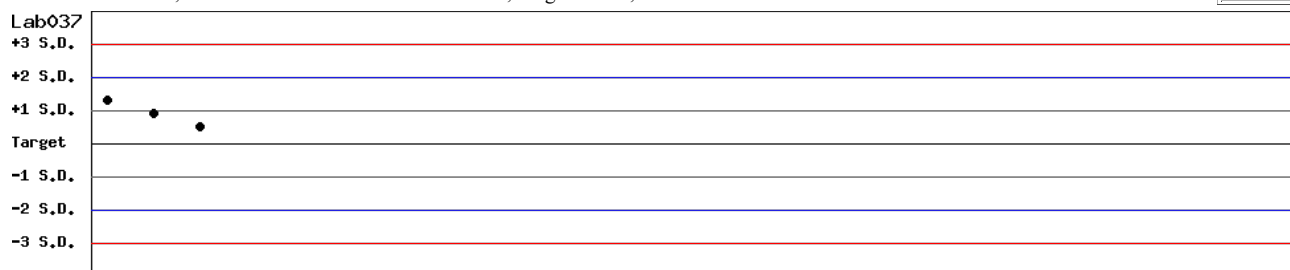 Lab037
+3 S.D.
+2 S.D.
+1 S.D.
Target
-1 S.D.
-2 S.D.
-3 S.D.